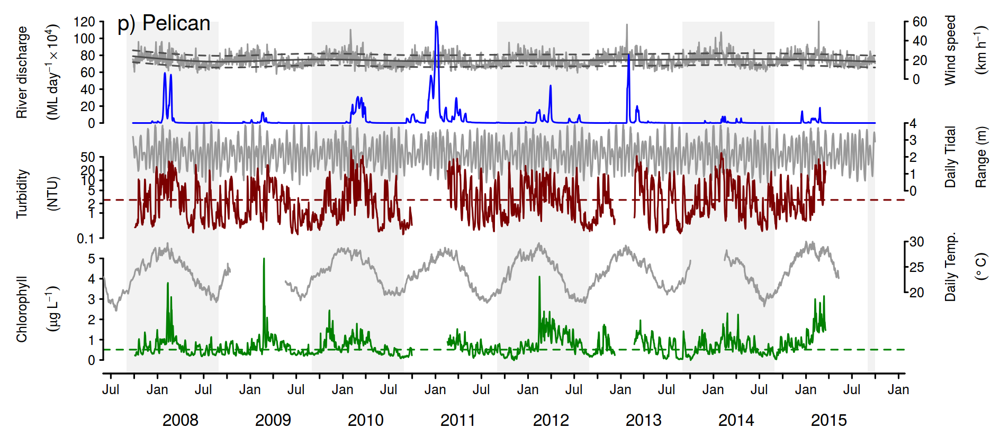 p) Pelican
River discharge
(ML day⁻¹ × 10⁴)
120
100
80
60
40
20
0
Wind speed
(km h⁻¹)
60
40
20
0
Turbidity
(NTU)
50
20
10
5
2
1
0.1
Daily Tidal
Range (m)
4
3
2
1
0
Chlorophyll
(µg L⁻¹)
5
4
3
2
1
0
Daily Temp.
(° C)
30
25
20
Jul Jan Jul Jan Jul Jan Jul Jan Jul Jan Jul Jan Jul Jan Jul Jan Jul Jan
2008 2009 2010 2011 2012 2013 2014 2015